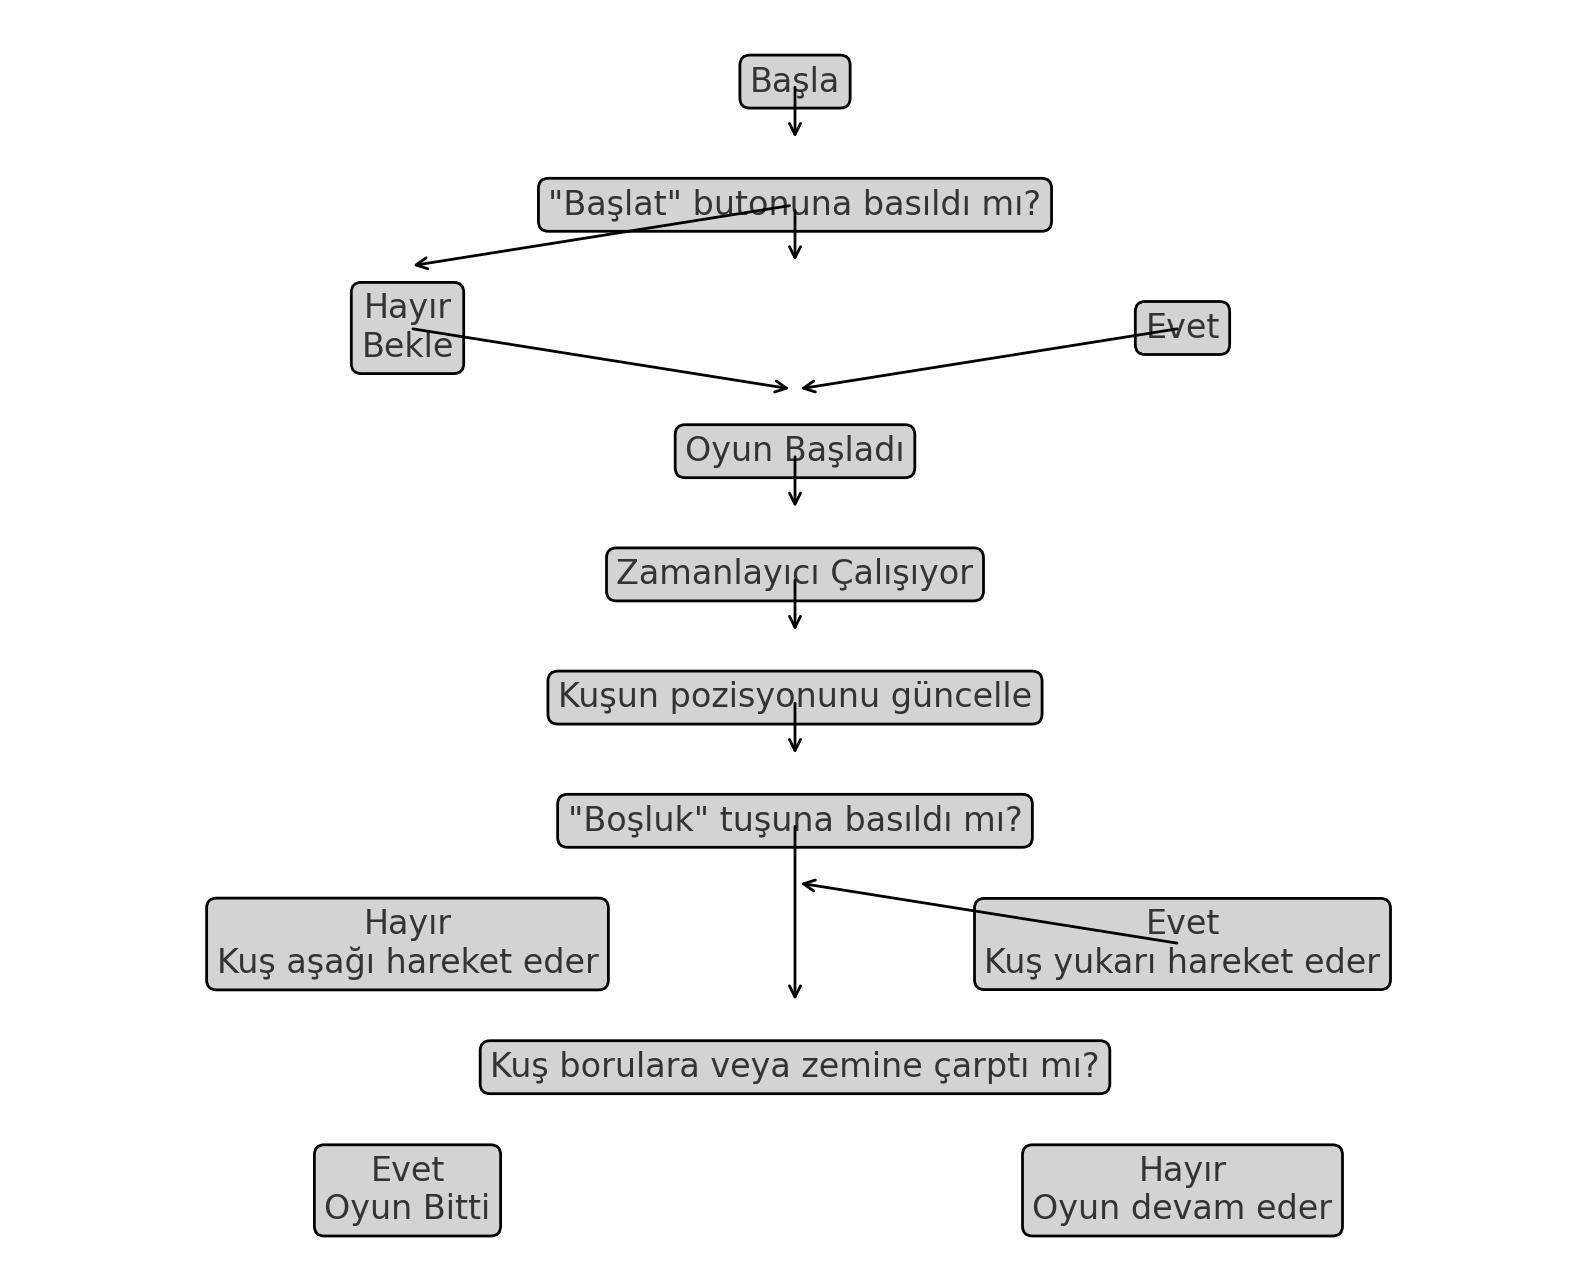 Başla
"Başlat" butonuna basıldı mı?
Hayır
Bekle
Evet
Oyun Başladı
Zamanlayıcı Çalışıyor
Kuşun pozisyonunu güncelle
"Boşluk" tuşuna basıldı mı?
Hayır
Kuş aşağı hareket eder
Evet
Kuş yukarı hareket eder
Kuş borulara veya zemine çarptı mı?
Evet
Oyun Bitti
Hayır
Oyun devam eder